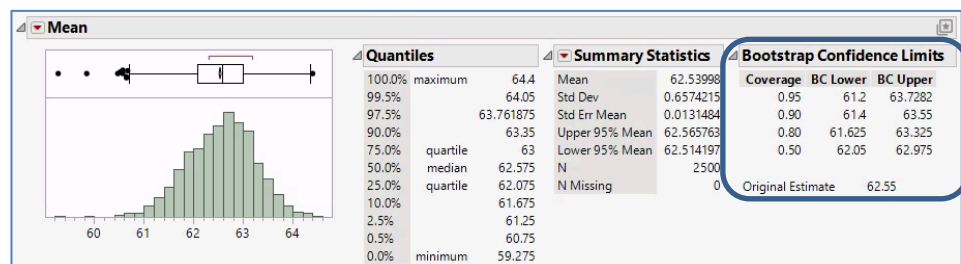 Mean
60 61 62 63 64
Quantiles
100.0% maximum 64.4
99.5% 64.05
97.5% 63.761875
90.0% 63.35
75.0% quartile 63
50.0% median 62.575
25.0% quartile 62.075
10.0% 61.675
2.5% 61.25
0.5% 60.75
0.0% minimum 59.275
Summary Statistics
Mean 62.53998
Std Dev 0.6574215
Std Err Mean 0.0131484
Upper 95% Mean 62.565763
Lower 95% Mean 62.514197
N 2500
N Missing 0
Bootstrap Confidence Limits
Coverage BC Lower BC Upper
0.95 61.2 63.7282
0.90 61.4 63.55
0.80 61.625 63.325
0.50 62.05 62.975
Original Estimate 62.55